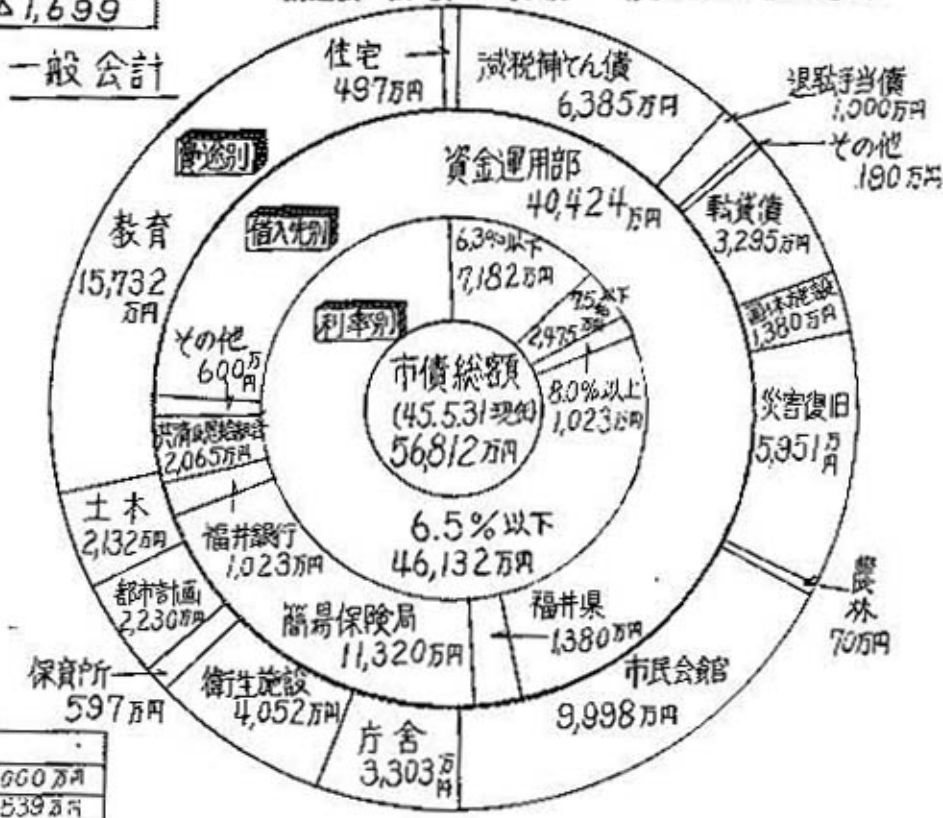 △1,699
一般会計
住宅
497万円
減税補てん債
6,385万円
退職手当債
1,000万円
その他
180万円
転貸債
3,295万円
1,380万円
災害復旧
5,951万円
農林
70万円
市民会館
9,998万円
庁舎
3,303万円
衛生施設
4,052万円
保育所
597万円
都市計画
2,230万円
土木
2,132万円
教育
15,732万円
借入先別
資金運用部
40,424万円
福井県
1,380万円
簡易保険局
11,320万円
福井銀行
1,023万円
2,065万円
その他
600万円
利率別
6.3%以下
7,182万円
7.5%以下
2,475万円
8.0%以上
1,023万円
6.5%以下
46,132万円
市債総額
(45.5.31現在)
56,812万円
000万円
539万円